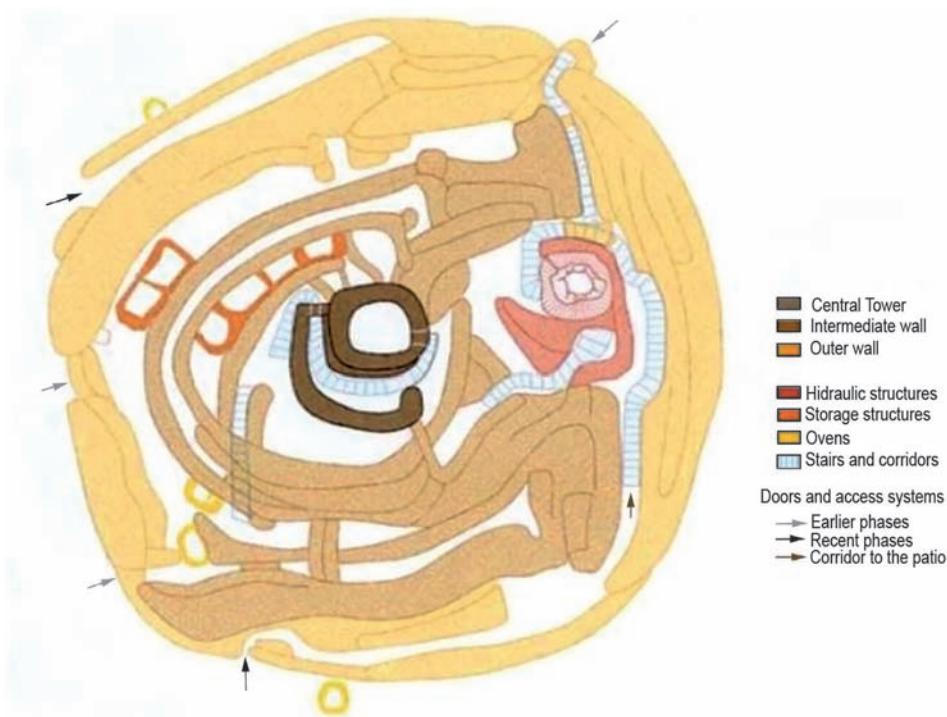 Central Tower
Intermediate wall
Outer wall
Hidraulic structures
Storage structures
Ovens
Stairs and corridors
Doors and access systems
Earlier phases
Recent phases
Corridor to the patio